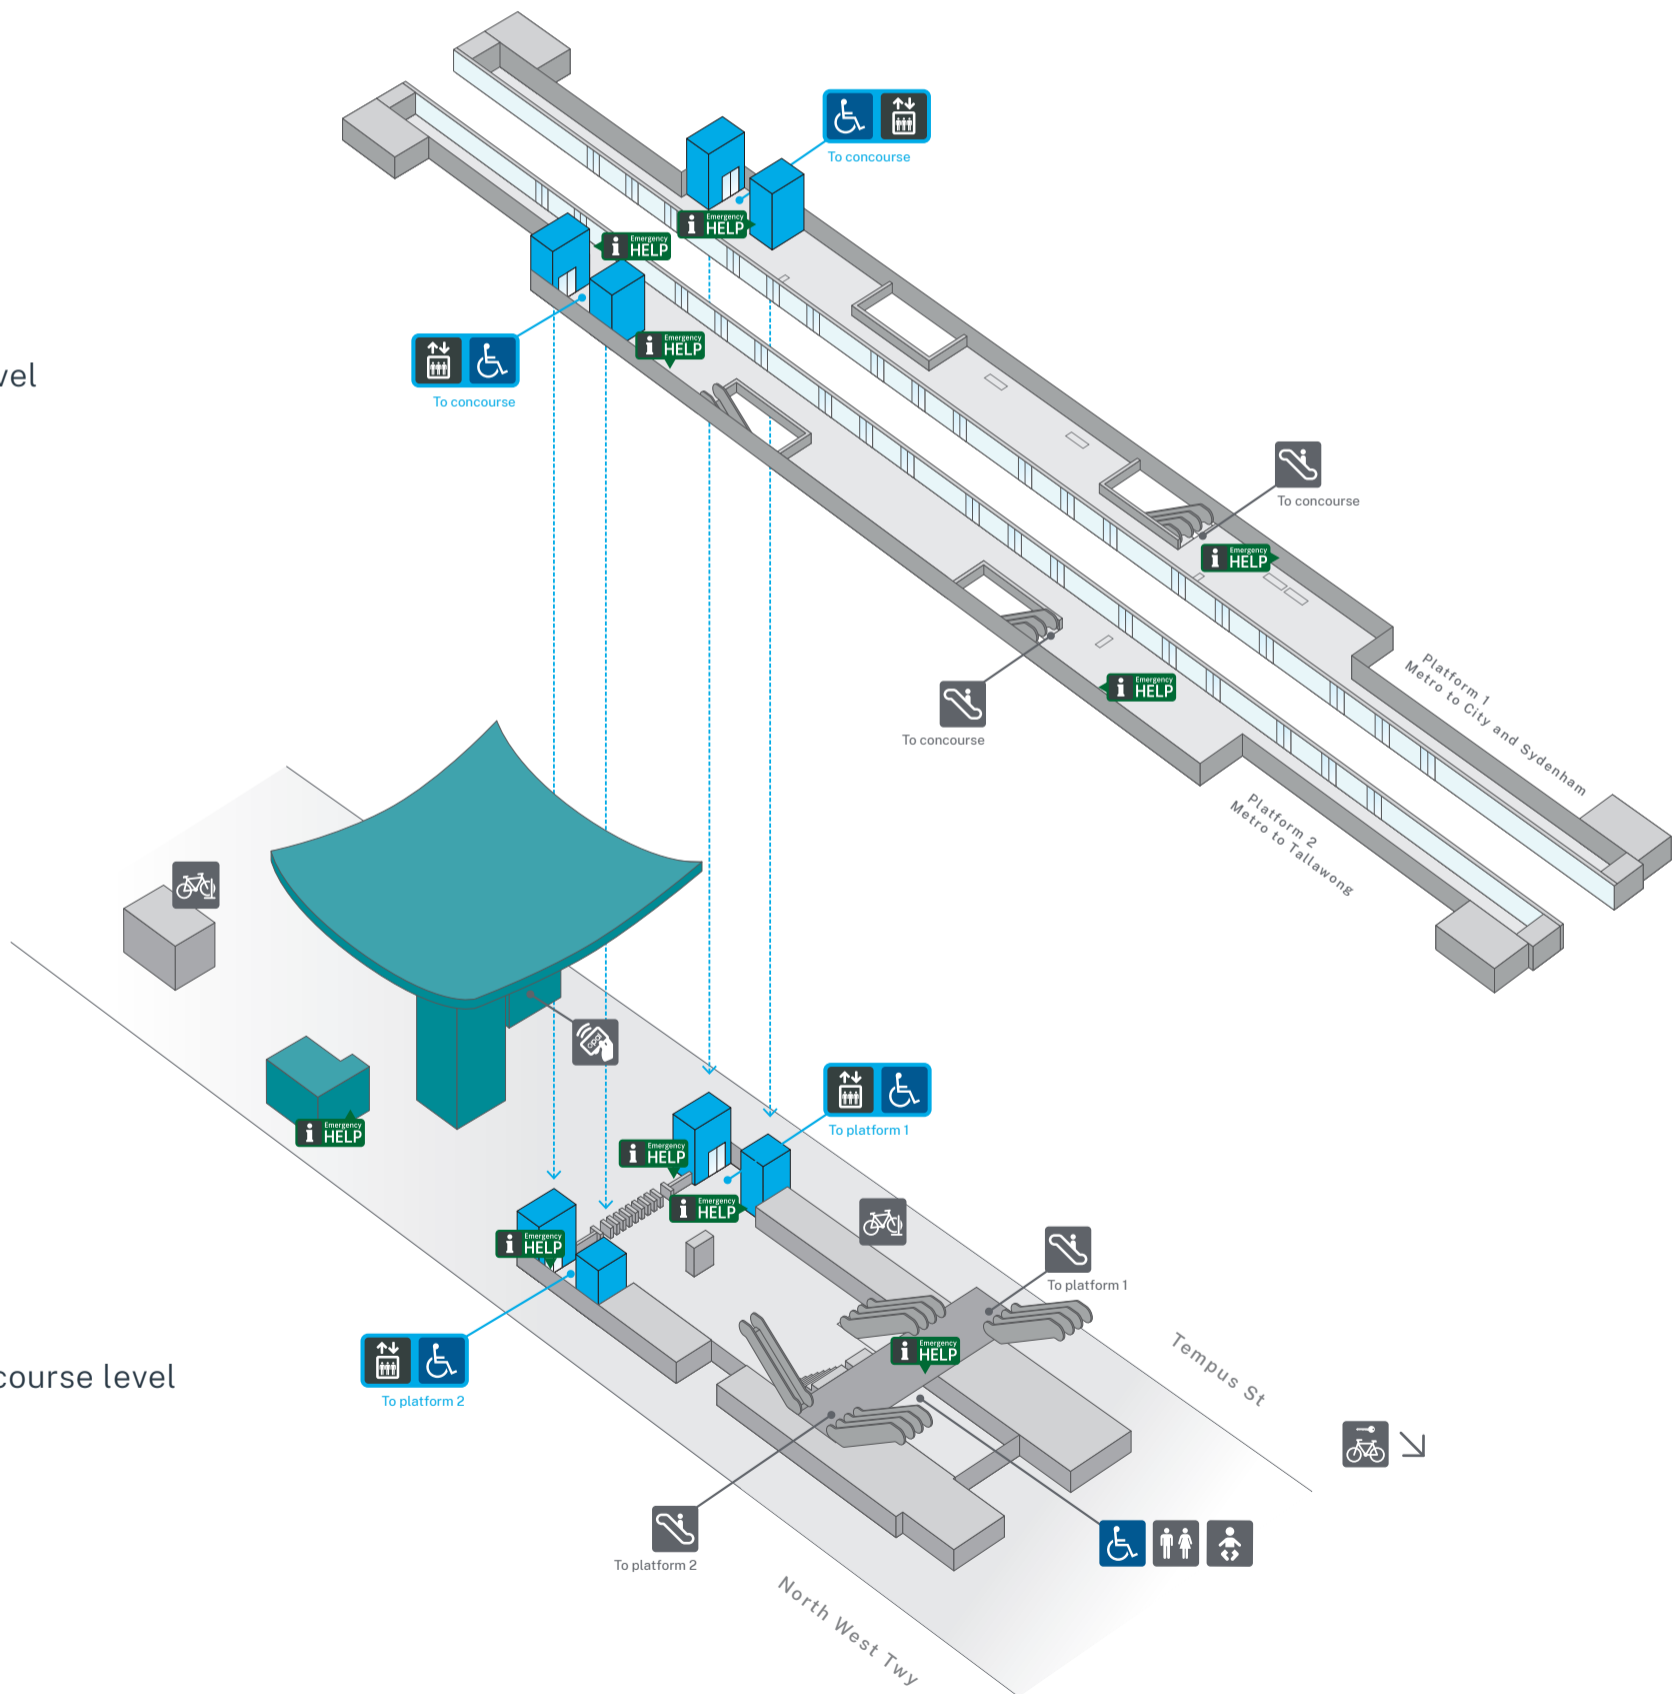 To concourse
i Emergency
HELP
i Emergency
HELP
vel
i Emergency
HELP
To concourse
To concourse
i Emergency
HELP
Platform 1
Metro to City and Sydenham
i Emergency
HELP
To concourse
Platform 2
Metro to Tallawong
opal
i Emergency
HELP
To platform 1
i Emergency
HELP
i Emergency
HELP
i Emergency
HELP
To platform 1
i Emergency
HELP
Tempus St
course level
To platform 2
To platform 2
North West Twy